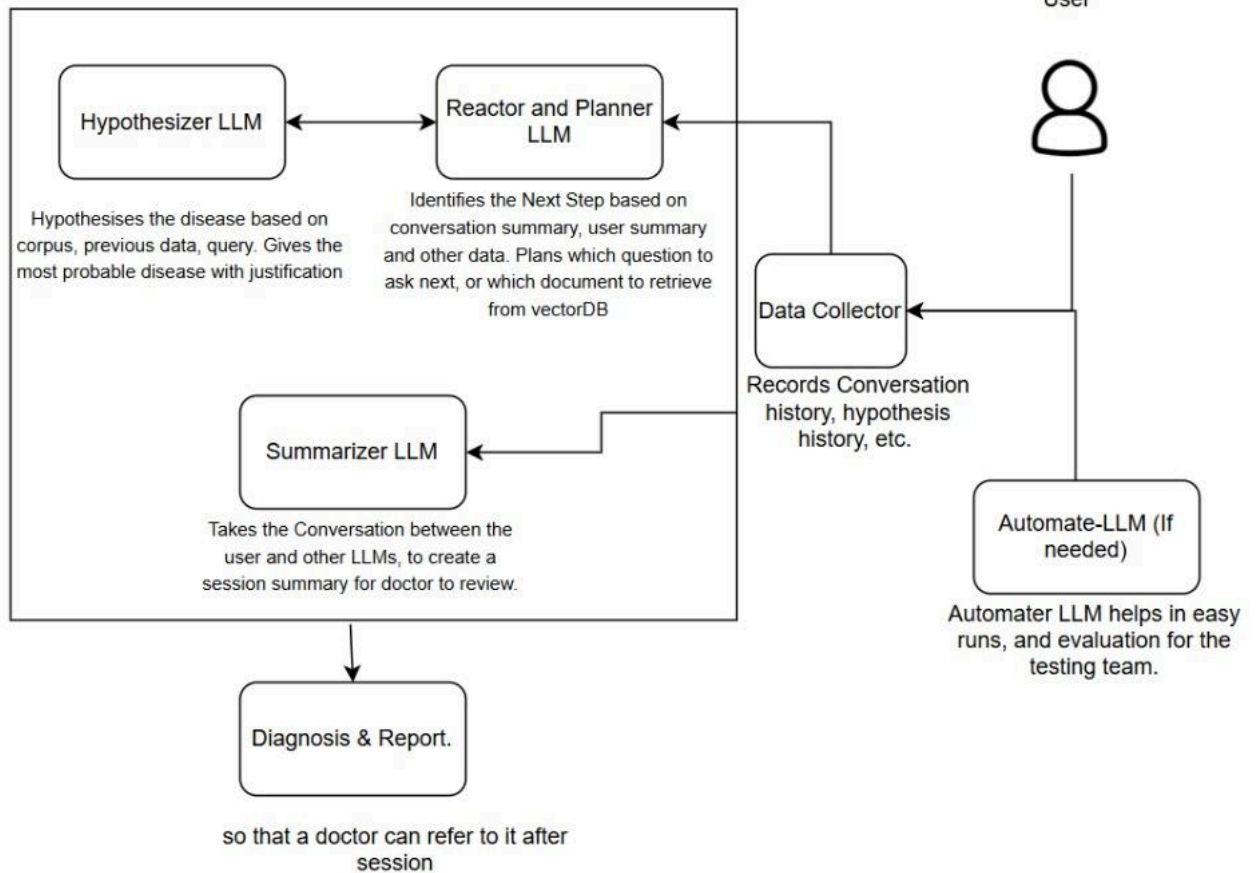 User
Hypothesizer LLM
Hypothesises the disease based on
corpus, previous data, query. Gives the
most probable disease with justification
Reactor and Planner
LLM
Identifies the Next Step based on
conversation summary, user summary
and other data. Plans which question to
ask next, or which document to retrieve
from vectorDB
Data Collector
Records Conversation
history, hypothesis
history, etc.
Summarizer LLM
Takes the Conversation between the
user and other LLMs, to create a
session summary for doctor to review.
Automate-LLM (If
needed)
Automater LLM helps in easy
runs, and evaluation for the
testing team.
Diagnosis & Report.
so that a doctor can refer to it after
session